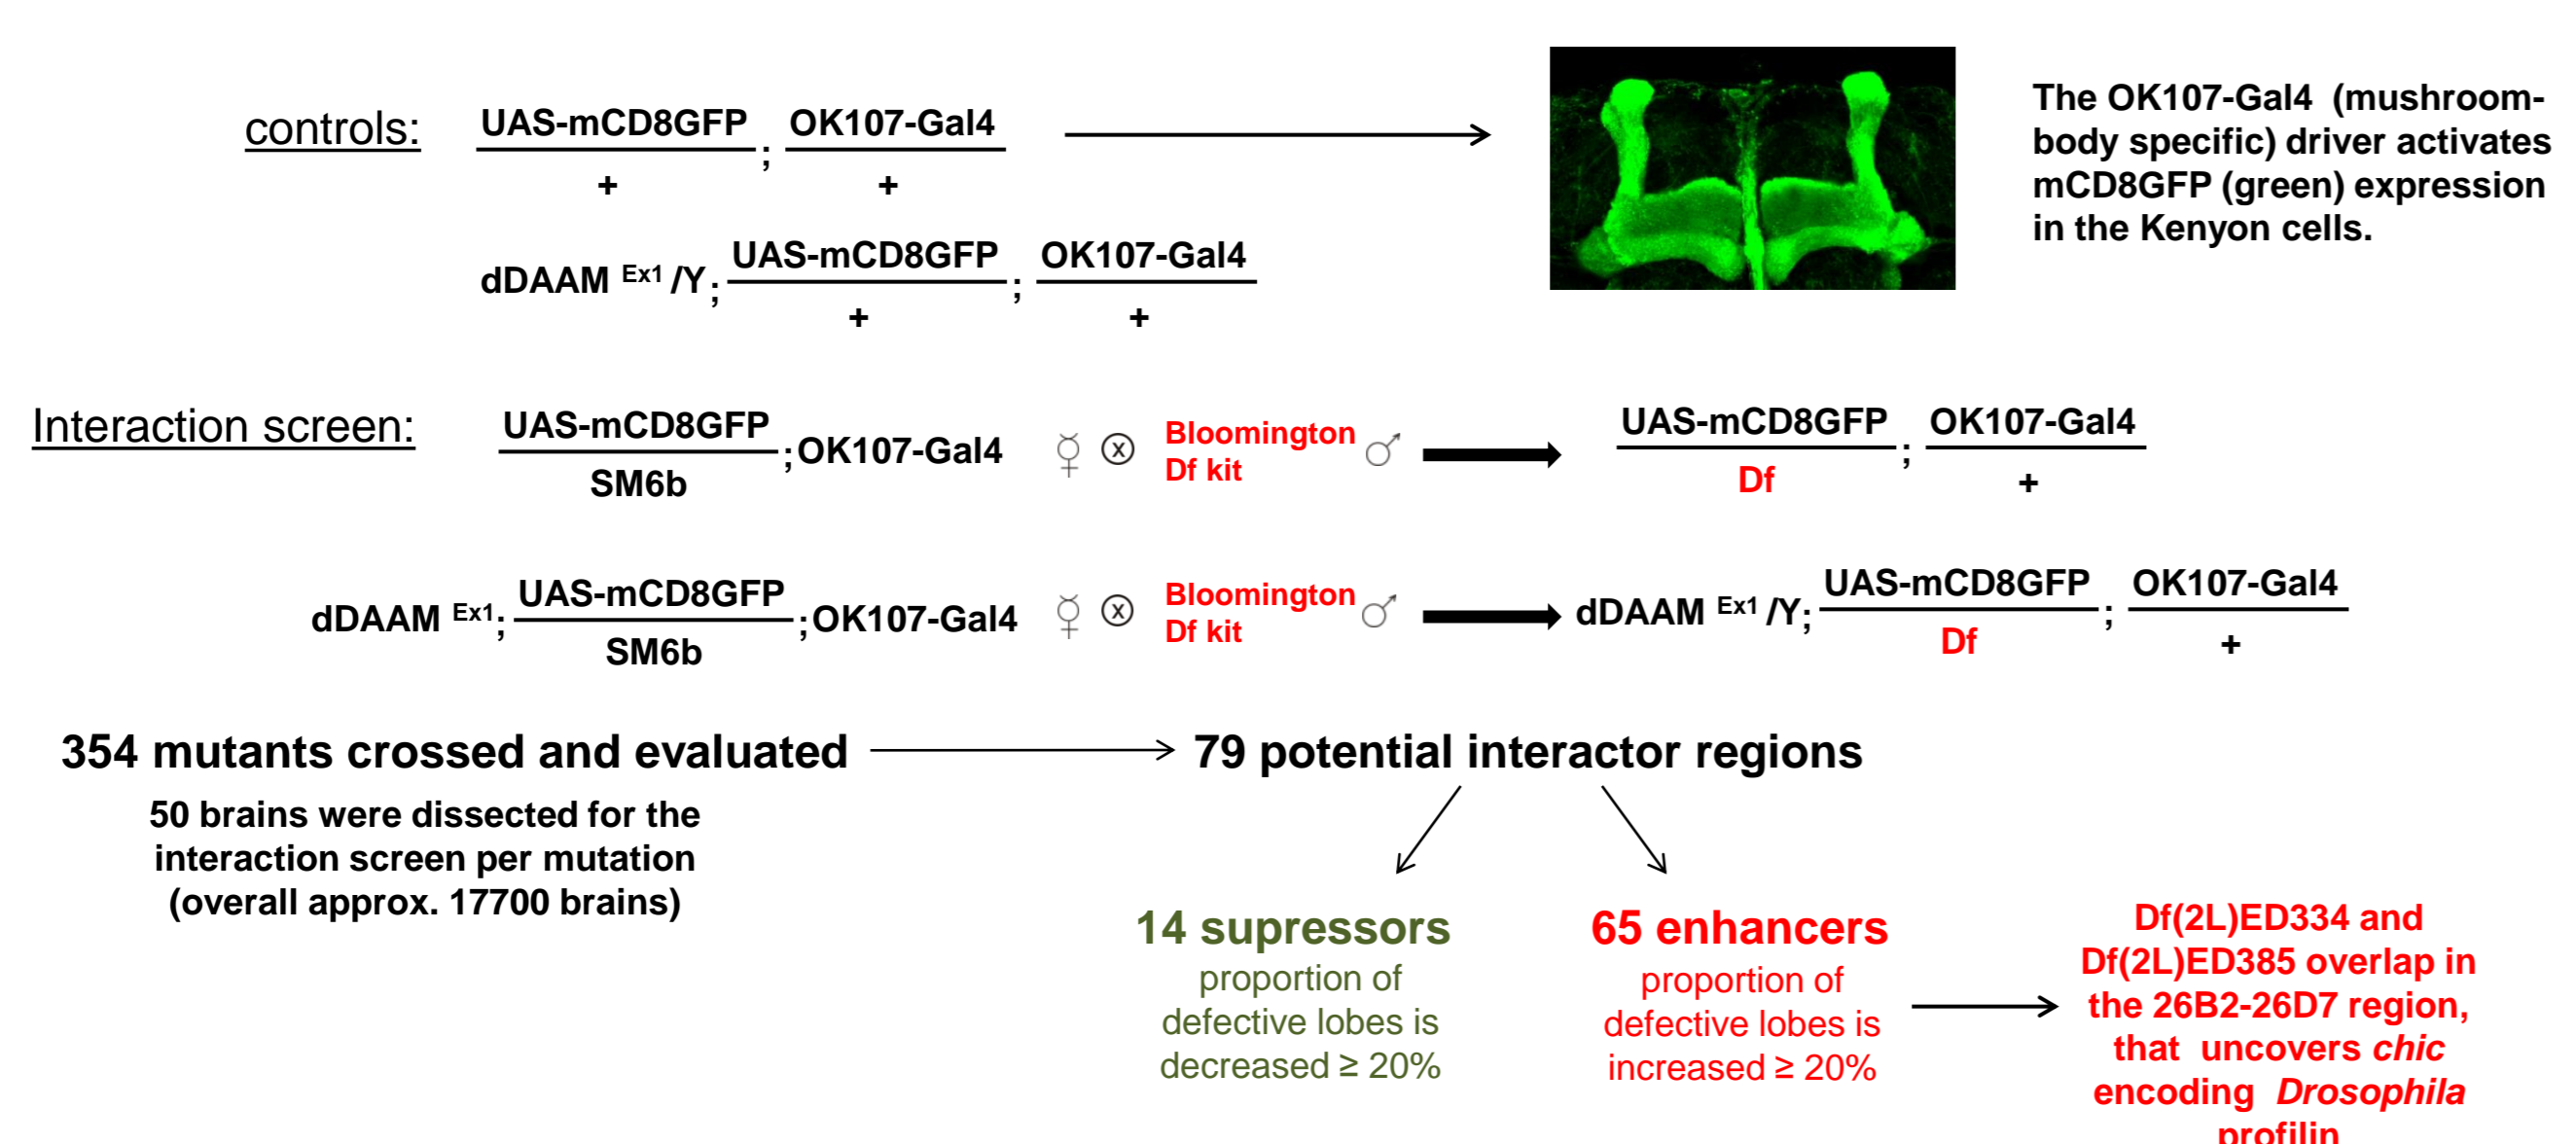 controls:
UAS-mCD8GFP ; OK107-Gal4
+ +
The OK107-Gal4 (mushroom-
body specific) driver activates
mCD8GFP (green) expression
in the Kenyon cells.
dDAAM Ex1 /Y; UAS-mCD8GFP ; OK107-Gal4
+ +
Interaction screen:
UAS-mCD8GFP ;OK107-Gal4 ☿ ⓧ Bloomington ♂ UAS-mCD8GFP ; OK107-Gal4
SM6b Df kit Df +
dDAAM Ex1; UAS-mCD8GFP ;OK107-Gal4 ☿ ⓧ Bloomington ♂ dDAAM Ex1 /Y; UAS-mCD8GFP ; OK107-Gal4
SM6b Df kit Df +
354 mutants crossed and evaluated
50 brains were dissected for the
interaction screen per mutation
(overall approx. 17700 brains)
79 potential interactor regions
14 supressors
proportion of
defective lobes is
decreased ≥ 20%
65 enhancers
proportion of
defective lobes is
increased ≥ 20%
Df(2L)ED334 and
Df(2L)ED385 overlap in
the 26B2-26D7 region,
that uncovers chic
encoding Drosophila
profilin